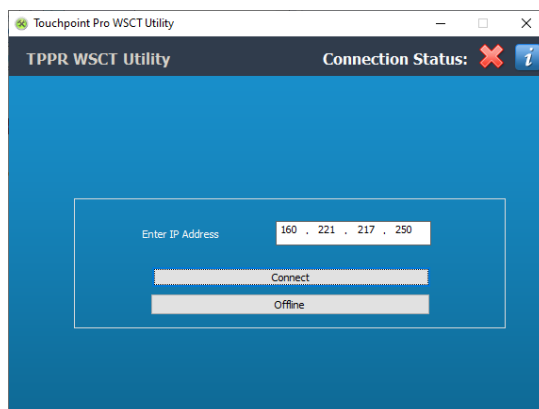 Touchpoint Pro WSCT Utility
TPPR WSCT Utility Connection Status: i
Enter IP Address 160 . 221 . 217 . 250
Connect
Offline